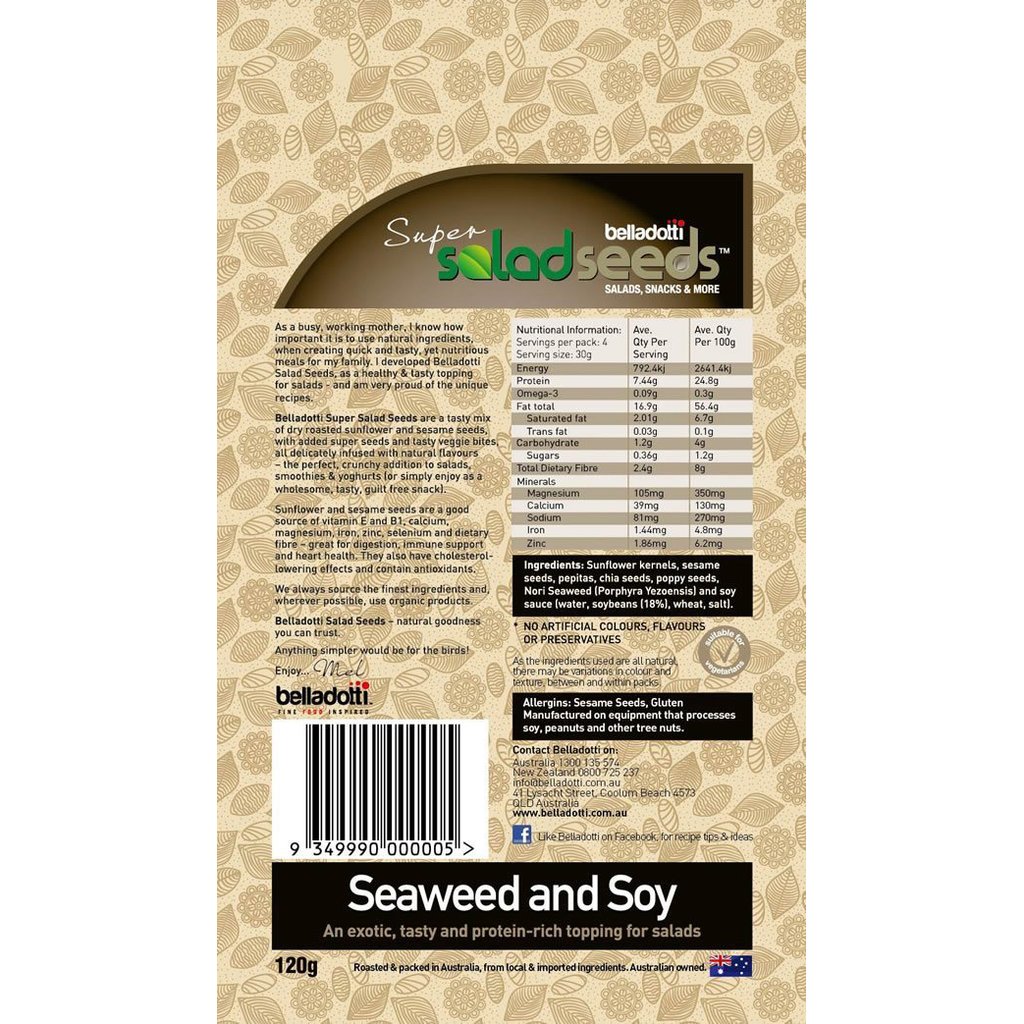 Super
belladotti
saladseeds™
SALADS, SNACKS & MORE
As a busy, working mother, I know how
important it is to use natural ingredients,
when creating quick and tasty, yet nutritious
meals for my family. I developed Belladotti
Salad Seeds, as a healthy & tasty topping
for salads - and am very proud of the unique
recipes.
Belladotti Super Salad Seeds are a tasty mix
of dry roasted sunflower and sesame seeds,
with added super seeds and tasty veggie bites,
all delicately infused with natural flavours
– the perfect, crunchy addition to salads,
smoothies & yoghurts (or simply enjoy as a
wholesome, tasty, guilt free snack).
Sunflower and sesame seeds are a good
source of vitamin E and B1, calcium,
magnesium, iron, zinc, selenium and dietary
fibre – great for digestion, immune support
and heart health. They also have cholesterol-
lowering effects and contain antioxidants.
We always source the finest ingredients and,
wherever possible, use organic products.
Belladotti Salad Seeds – natural goodness
you can trust.
Anything simpler would be for the birds!
Enjoy... Mel
belladotti
FINE FOOD INSPIRED
9 349990 000005 >
Nutritional Information: Ave. Ave. Qty
Servings per pack: 4 Qty Per Per 100g
Serving size: 30g Serving
Energy 792.4kj 2641.4kj
Protein 7.44g 24.8g
Omega-3 0.09g 0.3g
Fat total 16.9g 56.4g
Saturated fat 2.01g 6.7g
Trans fat 0.03g 0.1g
Carbohydrate 1.2g 4g
Sugars 0.36g 1.2g
Total Dietary Fibre 2.4g 8g
Minerals
Magnesium 105mg 350mg
Calcium 39mg 130mg
Sodium 81mg 270mg
Iron 1.44mg 4.8mg
Zinc 1.86mg 6.2mg
Ingredients: Sunflower kernels, sesame
seeds, pepitas, chia seeds, poppy seeds,
Nori Seaweed (Porphyra Yezoensis) and soy
sauce (water, soybeans (18%), wheat, salt).
* NO ARTIFICIAL COLOURS, FLAVOURS
OR PRESERVATIVES
suitable for
vegetarians
As the ingredients used are all natural,
there may be variations in colour and
texture, between and within packs.
Allergins: Sesame Seeds, Gluten
Manufactured on equipment that processes
soy, peanuts and other tree nuts.
Contact Belladotti on:
Australia 1300 135 574
New Zealand 0800 725 237
info@belladotti.com.au
41 Lysacht Street, Coolum Beach 4573
QLD Australia
www.belladotti.com.au
f Like Belladotti on Facebook, for recipe tips & ideas
Seaweed and Soy
An exotic, tasty and protein-rich topping for salads
120g
Roasted & packed in Australia, from local & imported ingredients. Australian owned.